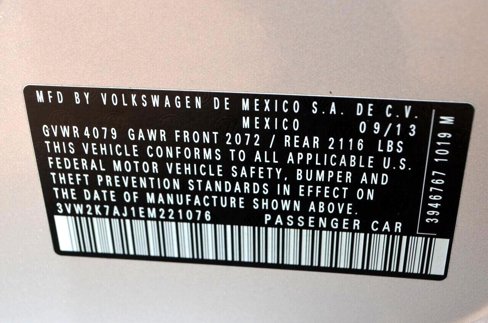 MFD BY VOLKSWAGEN DE MEXICO S.A. DE C.V.
MEXICO 09/13
GVWR 4079 GAWR FRONT 2072 / REAR 2116 LBS
THIS VEHICLE CONFORMS TO ALL APPLICABLE U.S.
FEDERAL MOTOR VEHICLE SAFETY, BUMPER AND
THEFT PREVENTION STANDARDS IN EFFECT ON
THE DATE OF MANUFACTURE SHOWN ABOVE.
3VW2K7AJ1EM221076 PASSENGER CAR
3946767 1019 M